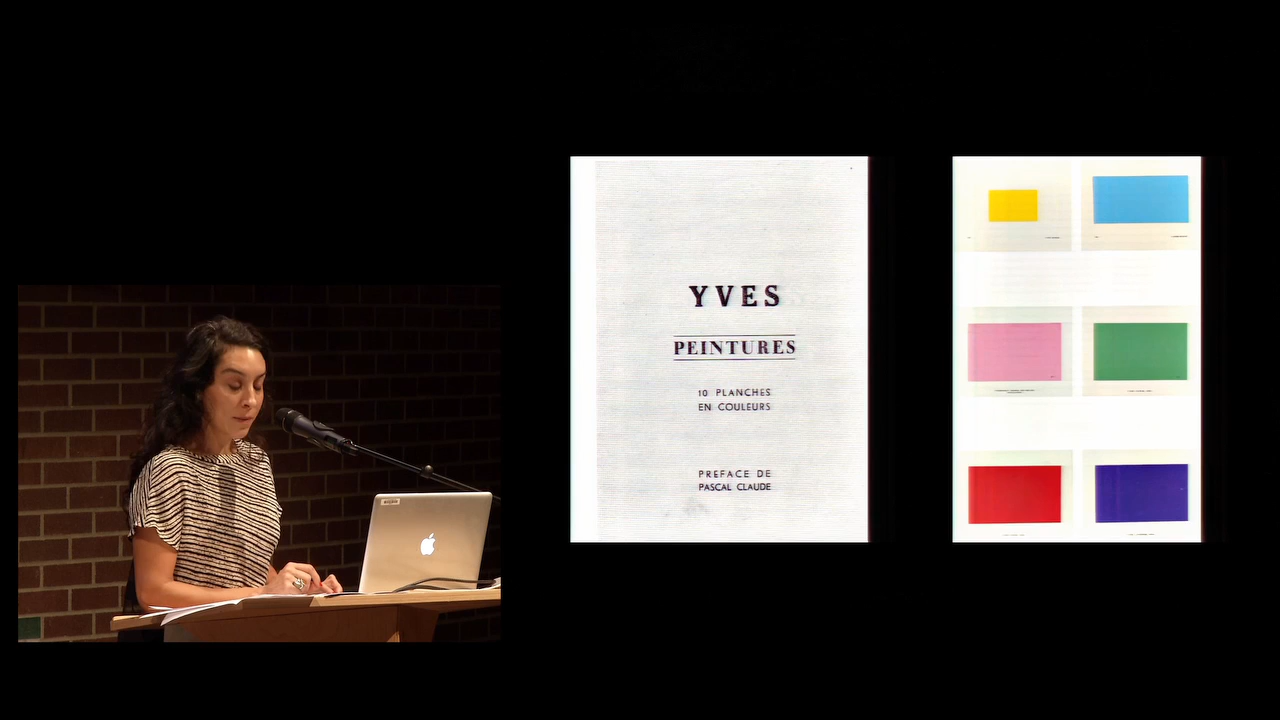 YVES
PEINTURES
10 PLANCHES
EN COULEURS
PREFACE DE
PASCAL CLAUDE